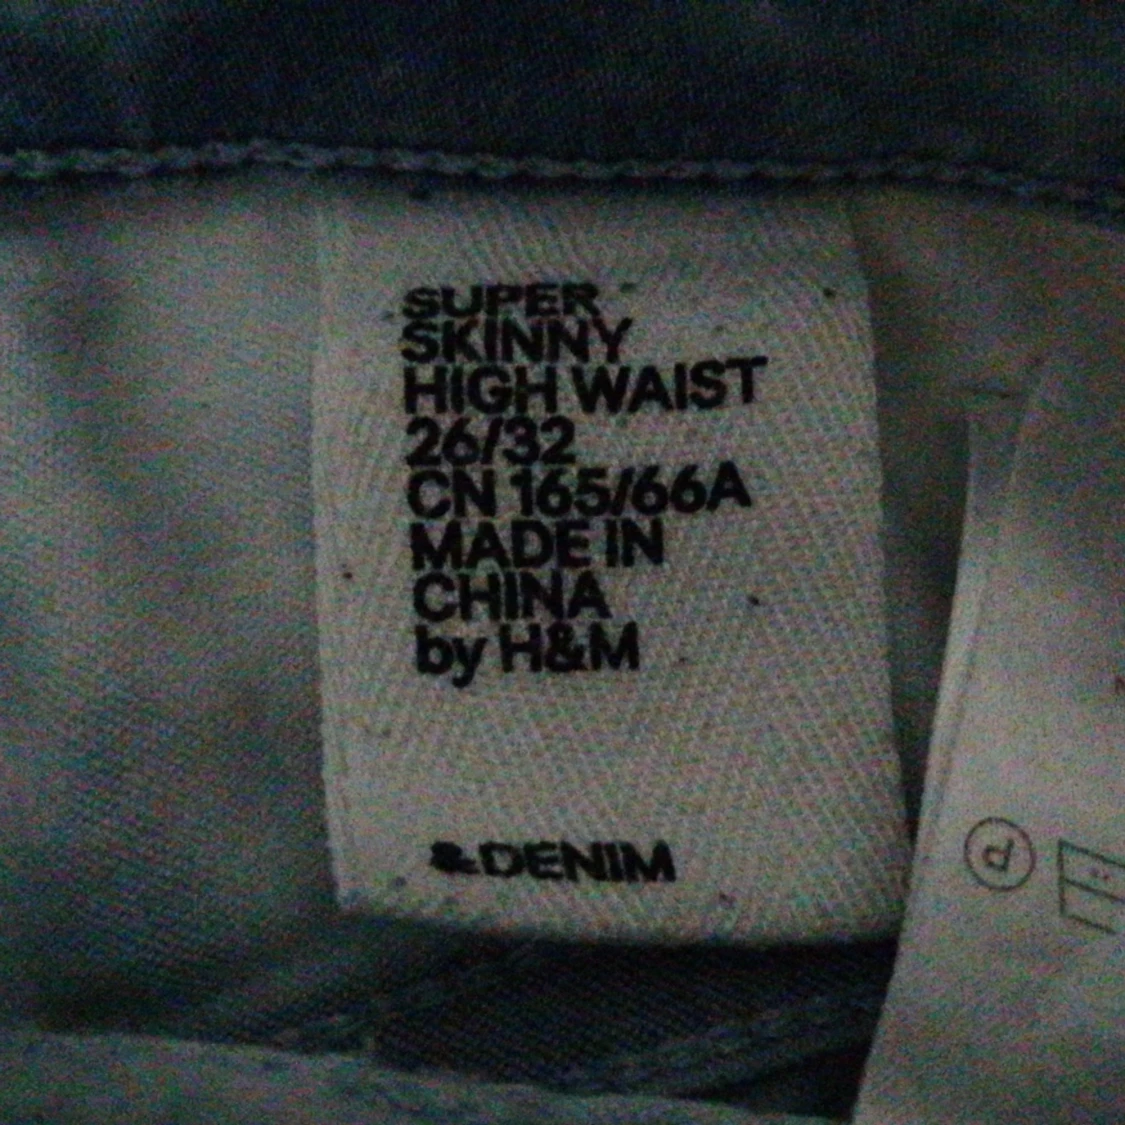 SUPER
SKINNY
HIGH WAIST
26/32
CN 165/66A
MADE IN
CHINA
by H&M
&DENIM
P